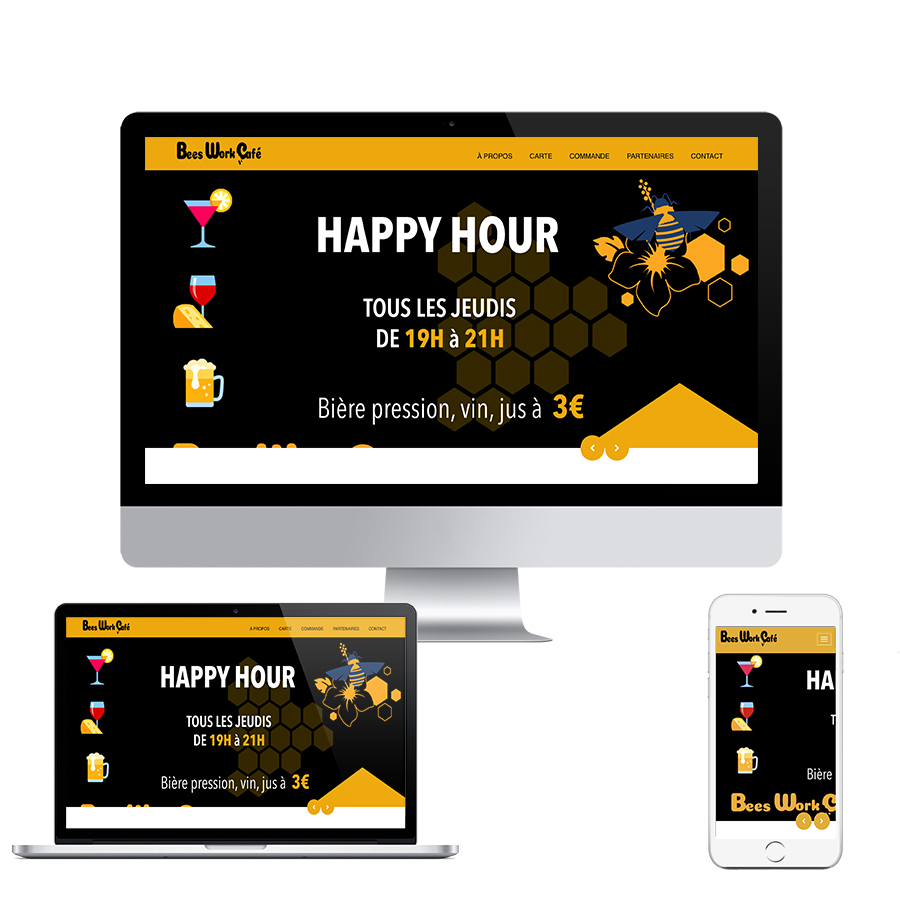 Bees Work Café
À PROPOS CARTE COMMANDE PARTENAIRES CONTACT
HAPPY HOUR
TOUS LES JEUDIS
DE 19H à 21H
Bière pression, vin, jus à 3€
Bees Work Café
À PROPOS CARTE COMMANDE PARTENAIRES CONTACT
HAPPY HOUR
TOUS LES JEUDIS
DE 19H à 21H
Bière pression, vin, jus à 3€
Bees Work Café
HA
T
Bière
Bees Work C